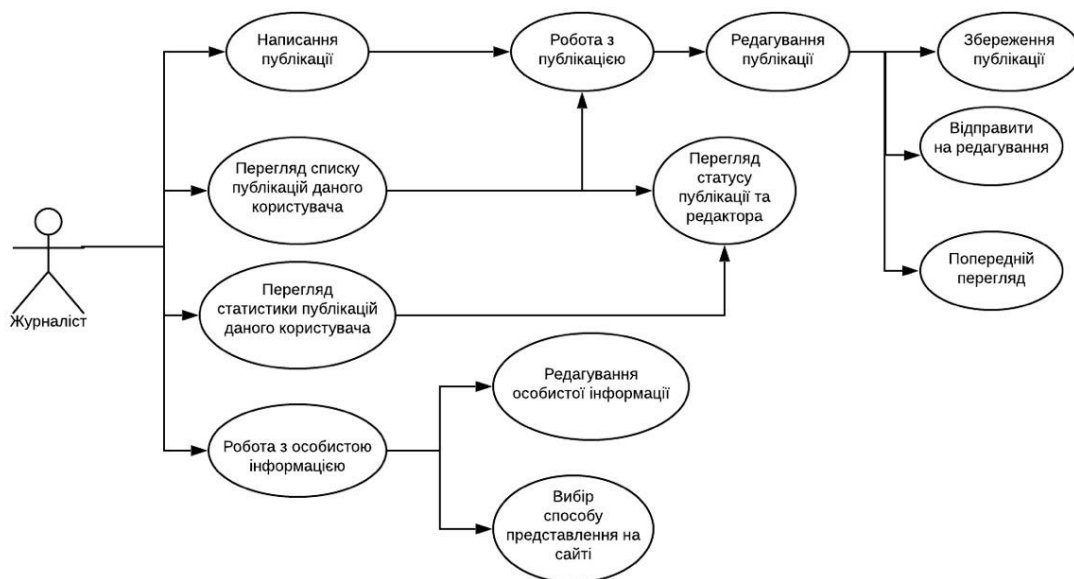 Написання
публікації
Робота з
публікацією
Редагування
публікації
Збереження
публікації
Відправити
на редагування
Перегляд списку
публікацій даного
користувача
Перегляд
статусу
публікації та
редактора
Попередній
перегляд
Журналіст
Перегляд
статистики публікацій
даного користувача
Редагування
особистої інформації
Робота з особистою
інформацією
Вибір
способу
представлення на
сайті